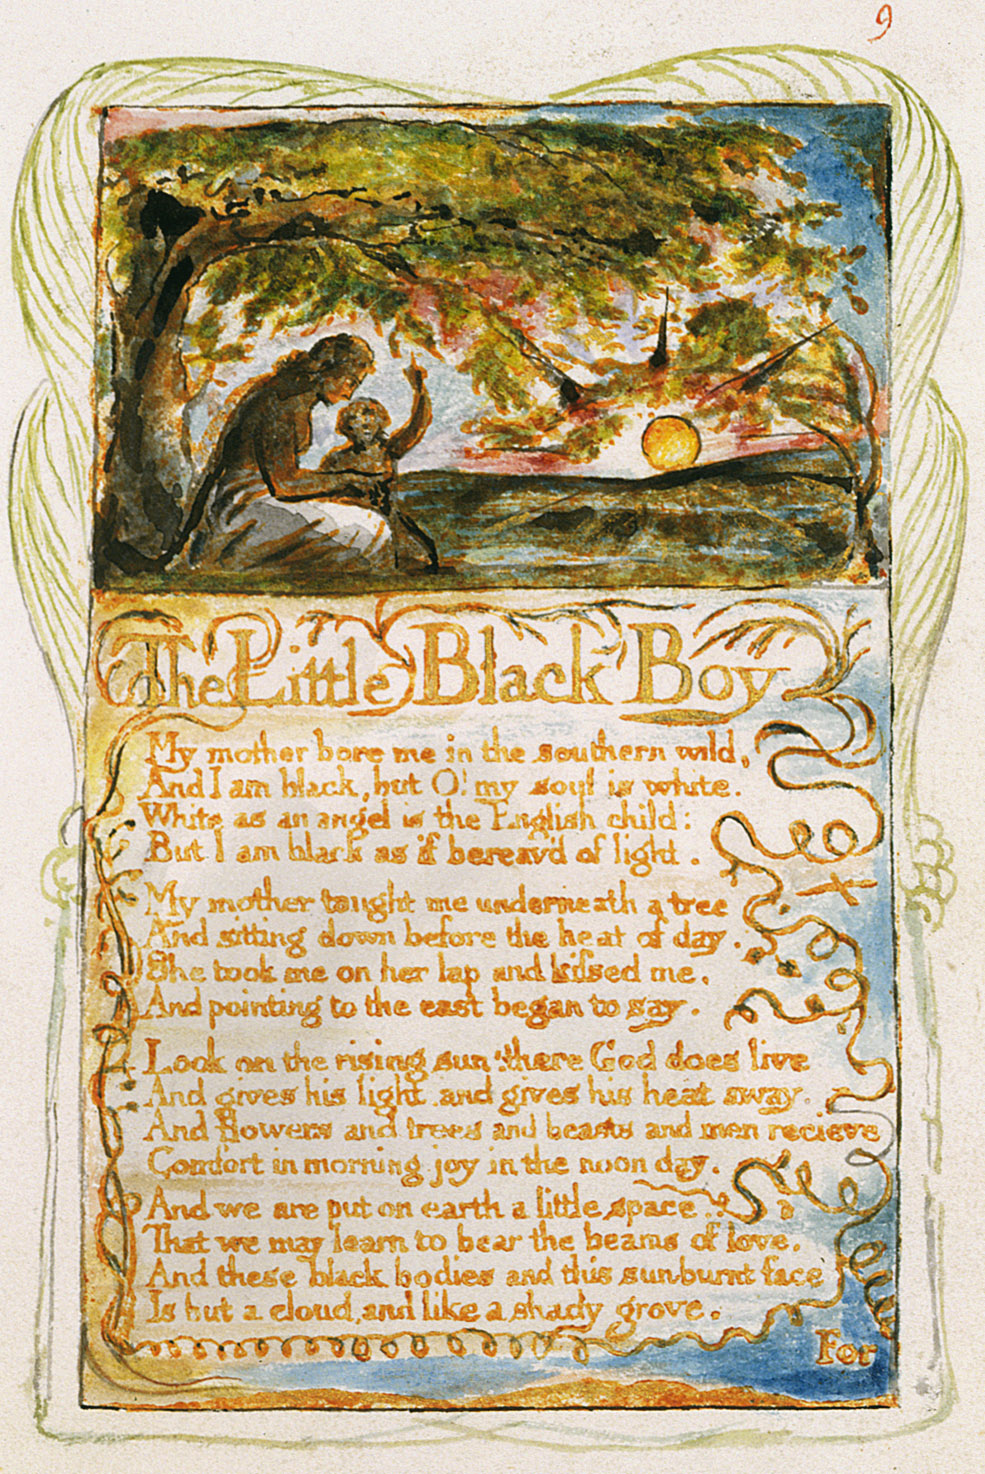 9
The Little Black Boy
My mother bore me in the southern wild,
And I am black, but O! my soul is white.
White as an angel is the English child:
But I am black as if bereav'd of light.
My mother taught me underneath a tree
And sitting down before the heat of day.
She took me on her lap and kissed me,
And pointing to the east began to say.
Look on the rising sun: there God does live
And gives his light, and gives his heat away.
And flowers and trees and beasts and men recieve
Comfort in morning joy in the noon day.
And we are put on earth a little space.
That we may learn to bear the beams of love.
And these black bodies and this sun-burnt face
Is but a cloud, and like a shady grove.
For